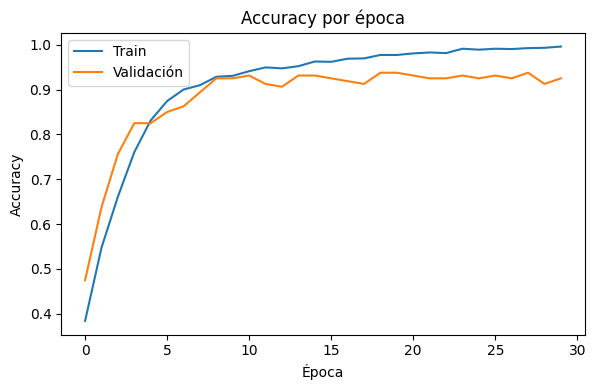 Accuracy por época
Train
Validación
Accuracy
1.0
0.9
0.8
0.7
0.6
0.5
0.4
0 5 10 15 20 25 30
Época